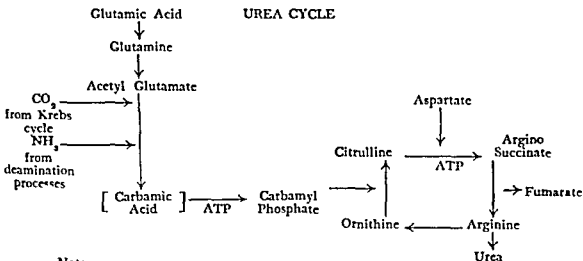 Glutamic Acid UREA CYCLE
Glutamine
Acetyl Glutamate
CO2
from Krebs
cycle
NH3
from
deamination
processes
[ Carbamic
Acid ]
ATP
Carbamyl
Phosphate
Aspartate
Citrulline
ATP
Argino
Succinate
Fumarate
Ornithine
Arginine
Urea